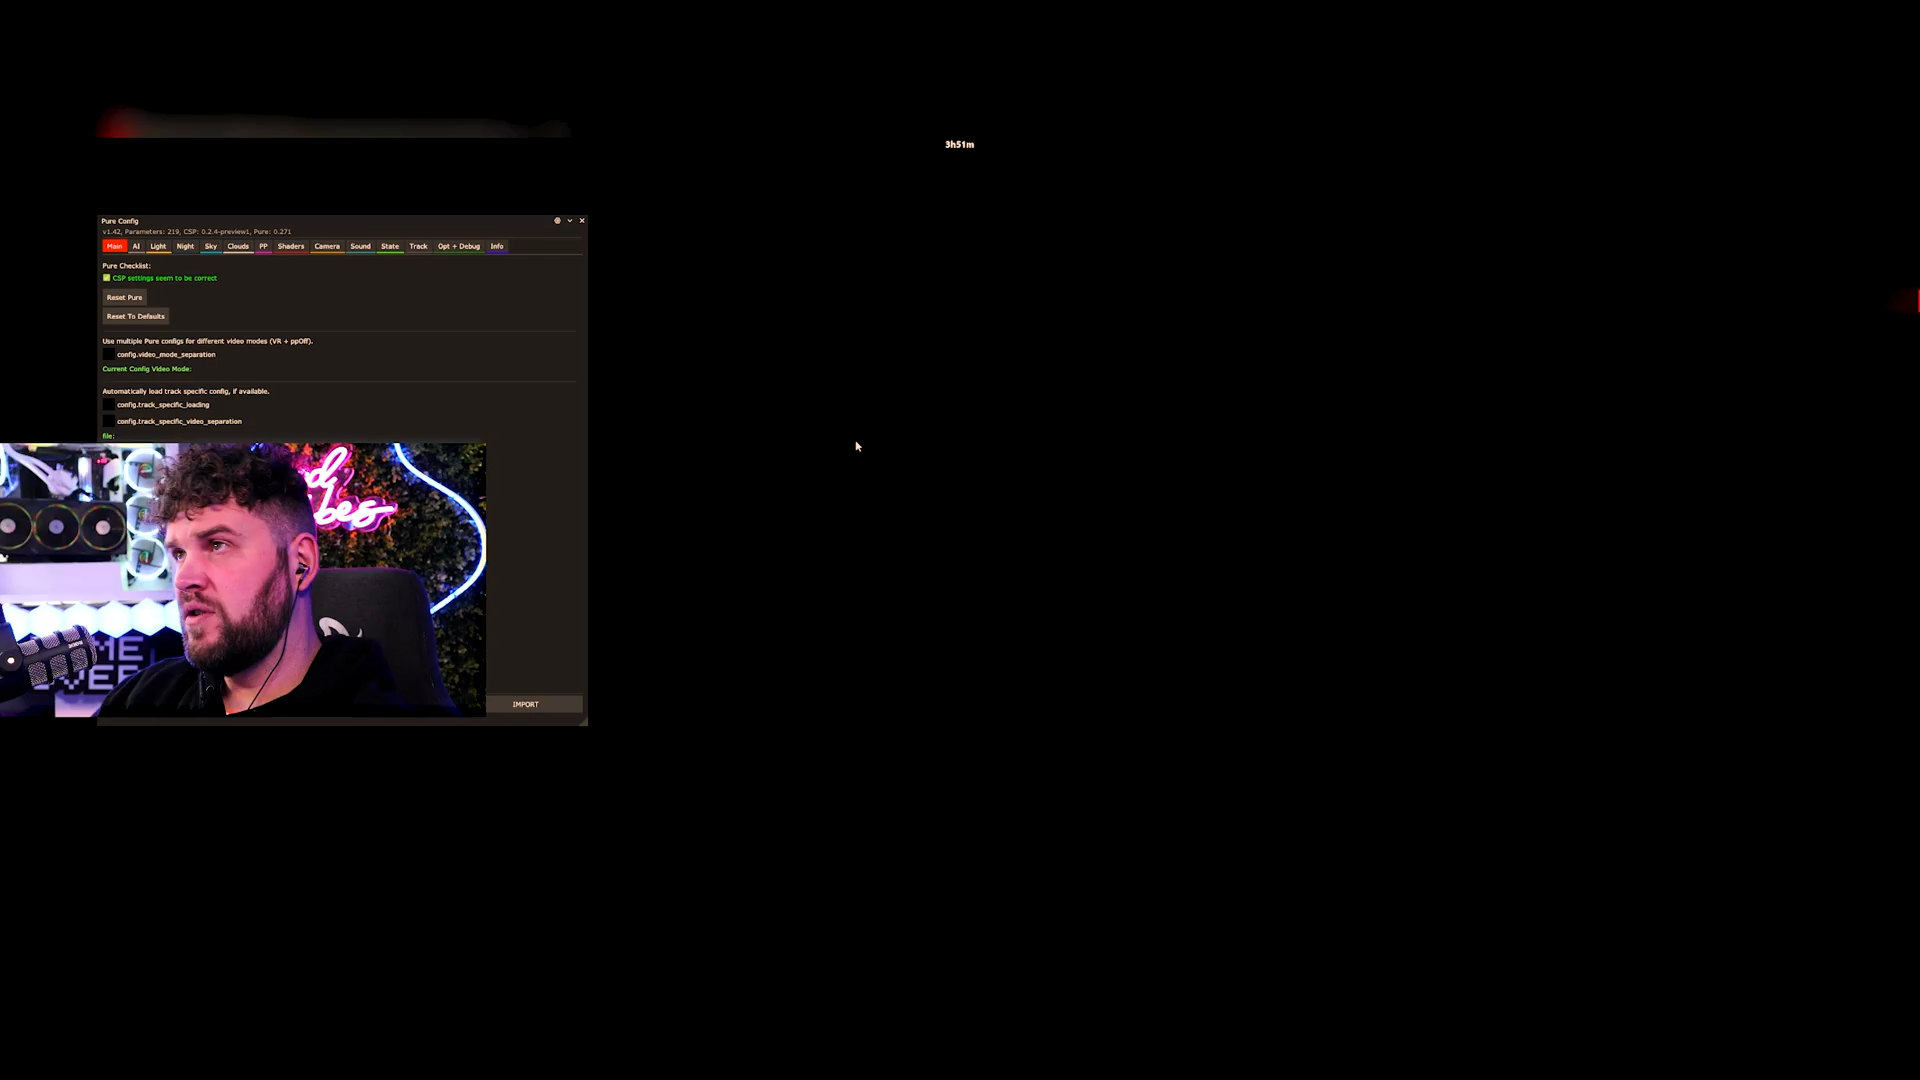 3h51m
Pure Config
v1.42, Parameters: 219, CSP: 0.2.4-preview1, Pure: 0.271
Main AI Light Night Sky Clouds PP Shaders Camera Sound State Track Opt + Debug Info
Pure Checklist:
CSP settings seem to be correct
Reset Pure
Reset To Defaults
Use multiple Pure configs for different video modes (VR + ppOff).
config.video_mode_separation
Current Config Video Mode:
Automatically load track specific config, if available.
config.track_specific_loading
config.track_specific_video_separation
file:
IMPORT